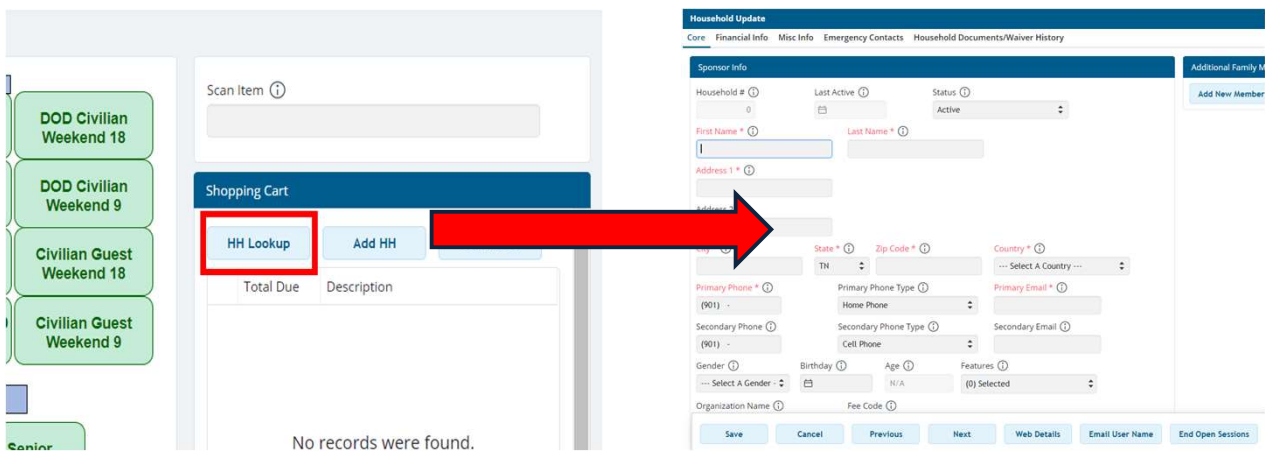 DOD Civilian
Weekend 18
DOD Civilian
Weekend 9
Civilian Guest
Weekend 18
Civilian Guest
Weekend 9
Senior
Scan Item
Shopping Cart
HH Lookup
Add HH
Total Due Description
No records were found.
Household Update
Core Financial Info Misc Info Emergency Contacts Household Documents/Waiver History
Sponsor Info
Additional Family M
Add New Member
Household # Last Active Status
0 Active
First Name * Last Name *
Address 1 *
Address 2
City * State * Zip Code * Country *
TN --- Select A Country ---
Primary Phone * Primary Phone Type Primary Email *
(901) - Home Phone
Secondary Phone Secondary Phone Type Secondary Email
(901) - Cell Phone
Gender Birthday Age Features
--- Select A Gender - N/A (0) Selected
Organization Name Fee Code
Save Cancel Previous Next Web Details Email User Name End Open Sessions